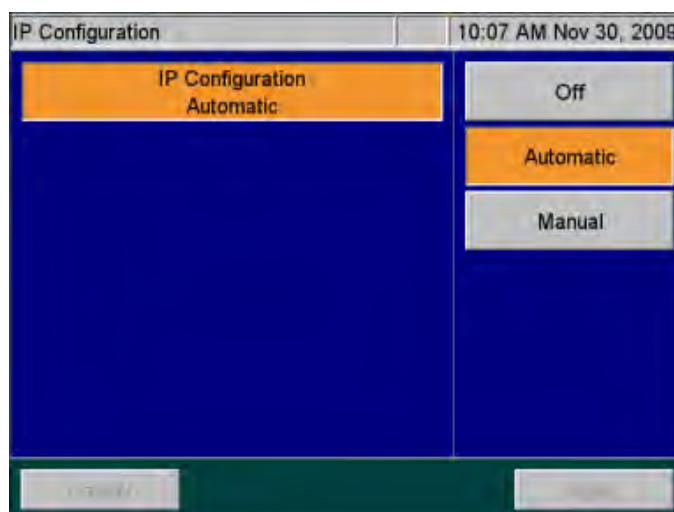 IP Configuration
10:07 AM Nov 30, 2009
IP Configuration
Automatic
Off
Automatic
Manual